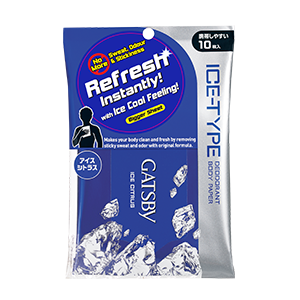 携帯しやすい
10枚入
No
More
Sweat, Odour
& Stickiness
Refresh
Instantly!
with Ice Cool Feeling!
Bigger Sheet
Makes your body clean and fresh by removing
sticky sweat and odor with original formula.
アイス
シトラス
GATSBY
ICE CITRUS
ICE-TYPE
DEODORANT
BODY PAPER